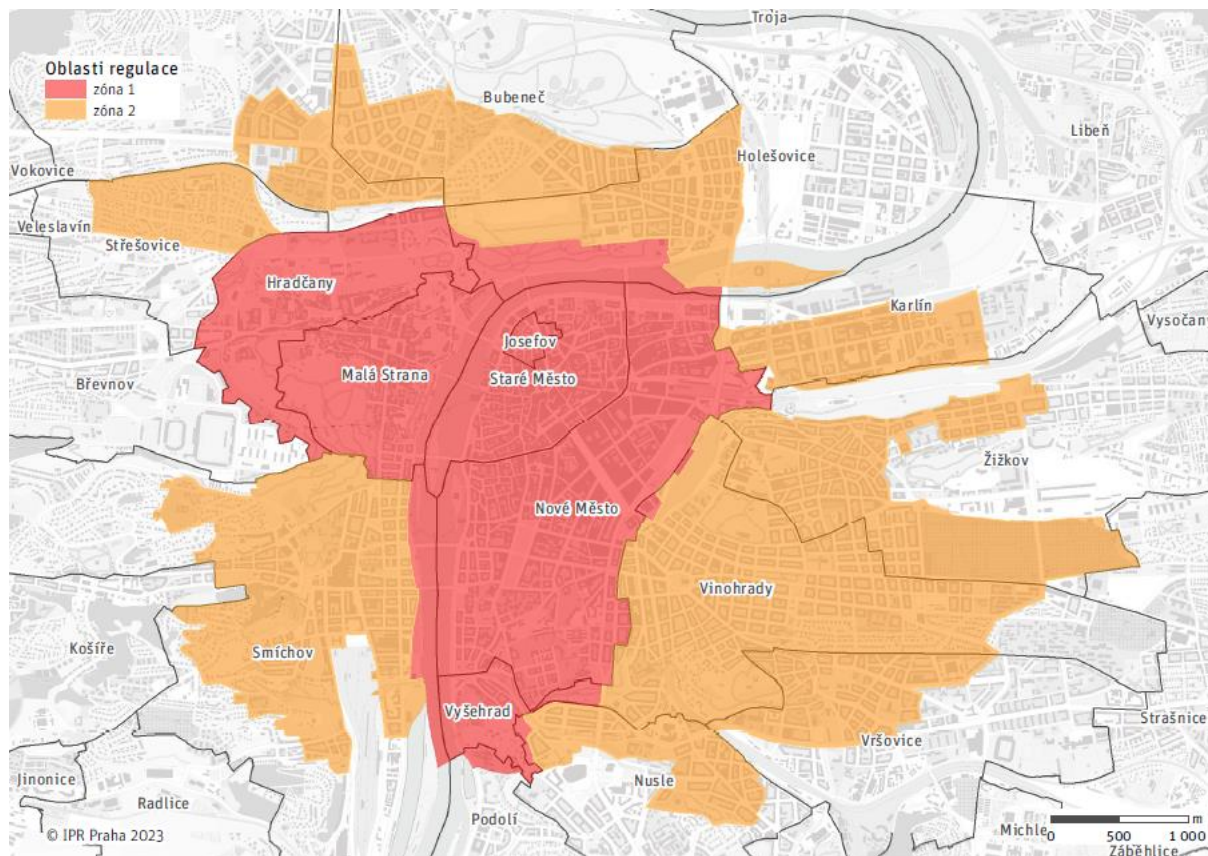 Troja
Oblasti regulace
zóna 1
zóna 2
Bubeneč
Libeň
Holešovice
Vokovice
Veleslavín
Střešovice
Hradčany
Karlín
Vysočany
Josefov
Malá Strana
Staré Město
Břevnov
Žižkov
Nové Město
Vinohrady
Košíře
Smíchov
Vyšehrad
Strašnice
Vršovice
Jinonice
Nusle
Radlice
Podolí
© IPR Praha 2023
Michle
m
0 500 1 000
Záběhlice